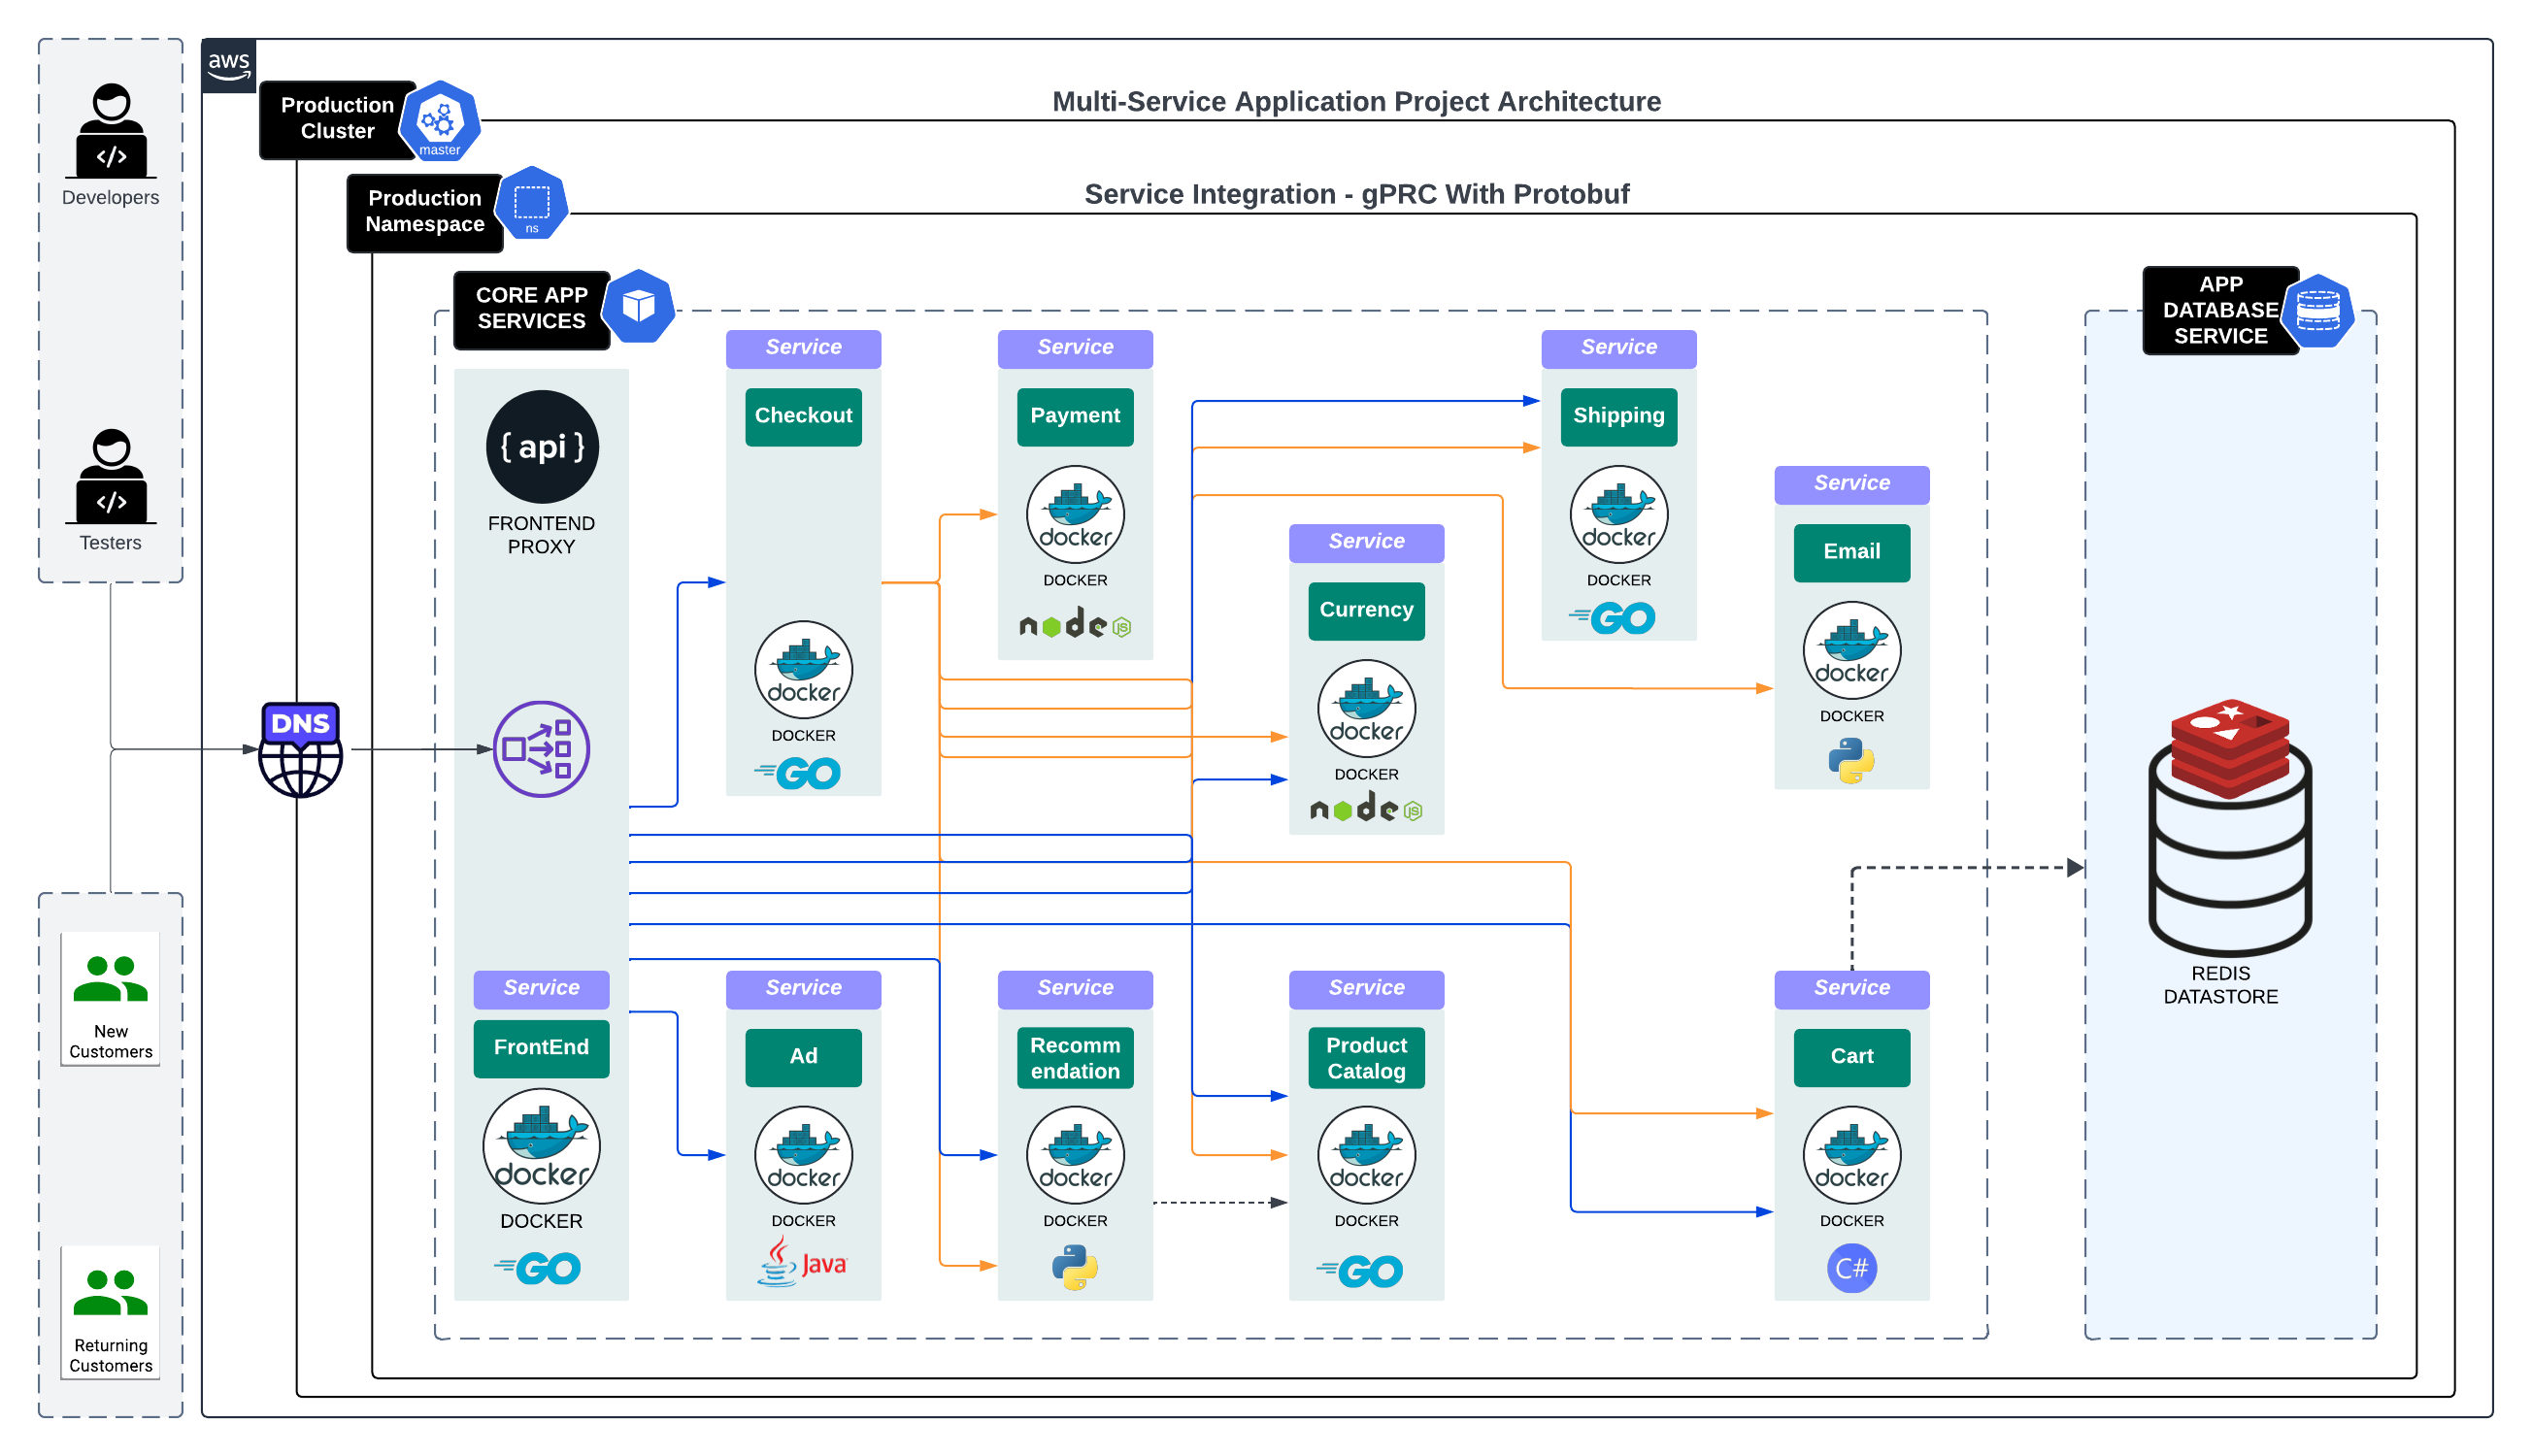 aws
Multi-Service Application Project Architecture
Production
Cluster
master
Developers
Production
Namespace
ns
Service Integration - gPRC With Protobuf
CORE APP
SERVICES
APP
DATABASE
SERVICE
{ api }
FRONTEND
PROXY
Testers
Service
Checkout
docker
DOCKER
GO
Service
Payment
docker
DOCKER
node
JS
Service
Currency
docker
DOCKER
node
JS
Service
Shipping
docker
DOCKER
GO
Service
Email
docker
DOCKER
DNS
New
Customers
Returning
Customers
Service
FrontEnd
docker
DOCKER
GO
Service
Ad
docker
DOCKER
Java
Service
Recomm
endation
docker
DOCKER
Service
Product
Catalog
docker
DOCKER
GO
Service
Cart
docker
DOCKER
C#
REDIS
DATASTORE